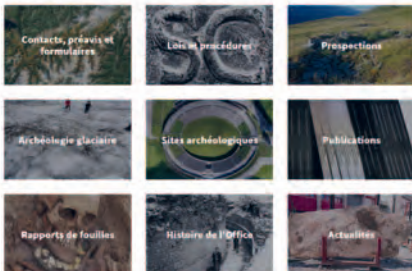 Contacts, préavis et
formulaires
Lois et procédures
Prospections
Archéologie glaciaire
Sites archéologiques
Publications
Rapports de fouilles
Histoire de l'Office
Actualités